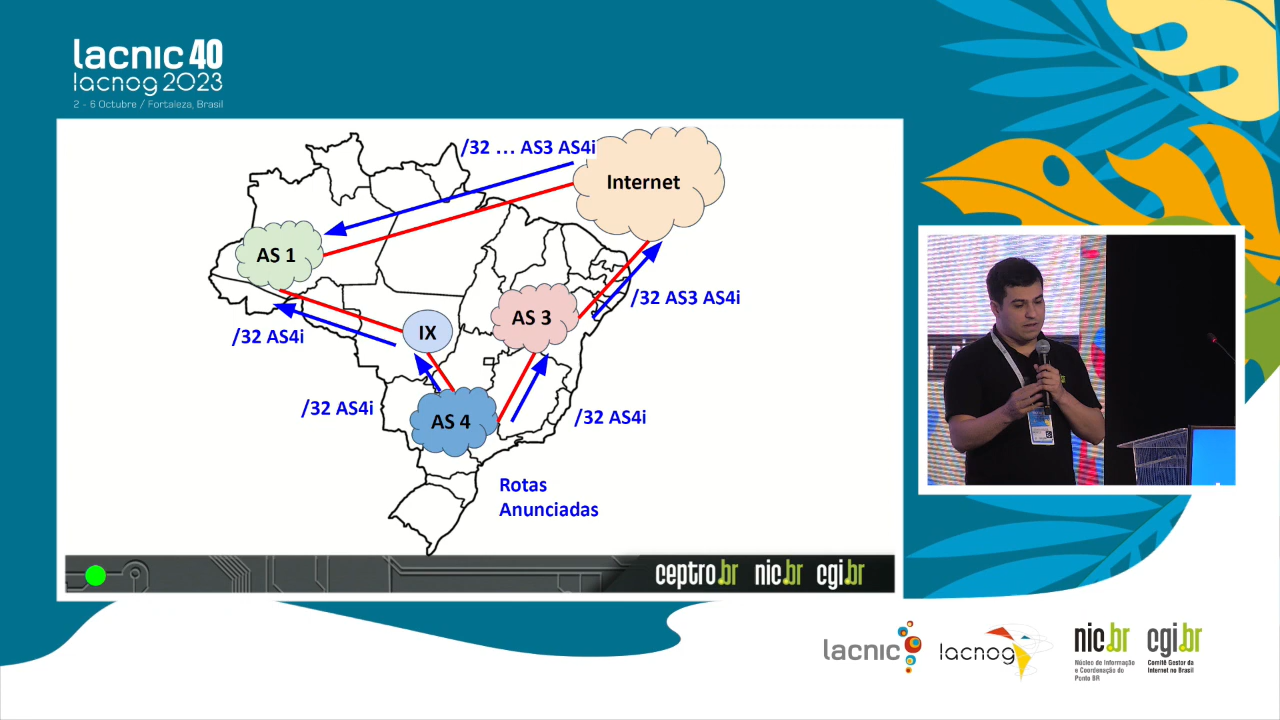 lacnic 40
lacnog 2023
2 - 6 Octubre / Fortaleza, Brasil
/32 ... AS3 AS4i
Internet
AS 1
/32 AS3 AS4i
AS 3
IX
/32 AS4i
/32 AS4i
/32 AS4i
AS 4
Rotas
Anunciadas
ceptro.br nic.br cgi.br
lacnic
lacnog
nic.br
Núcleo de Informação
e Coordenação do
Ponto BR
cgi.br
Comitê Gestor da
Internet no Brasil